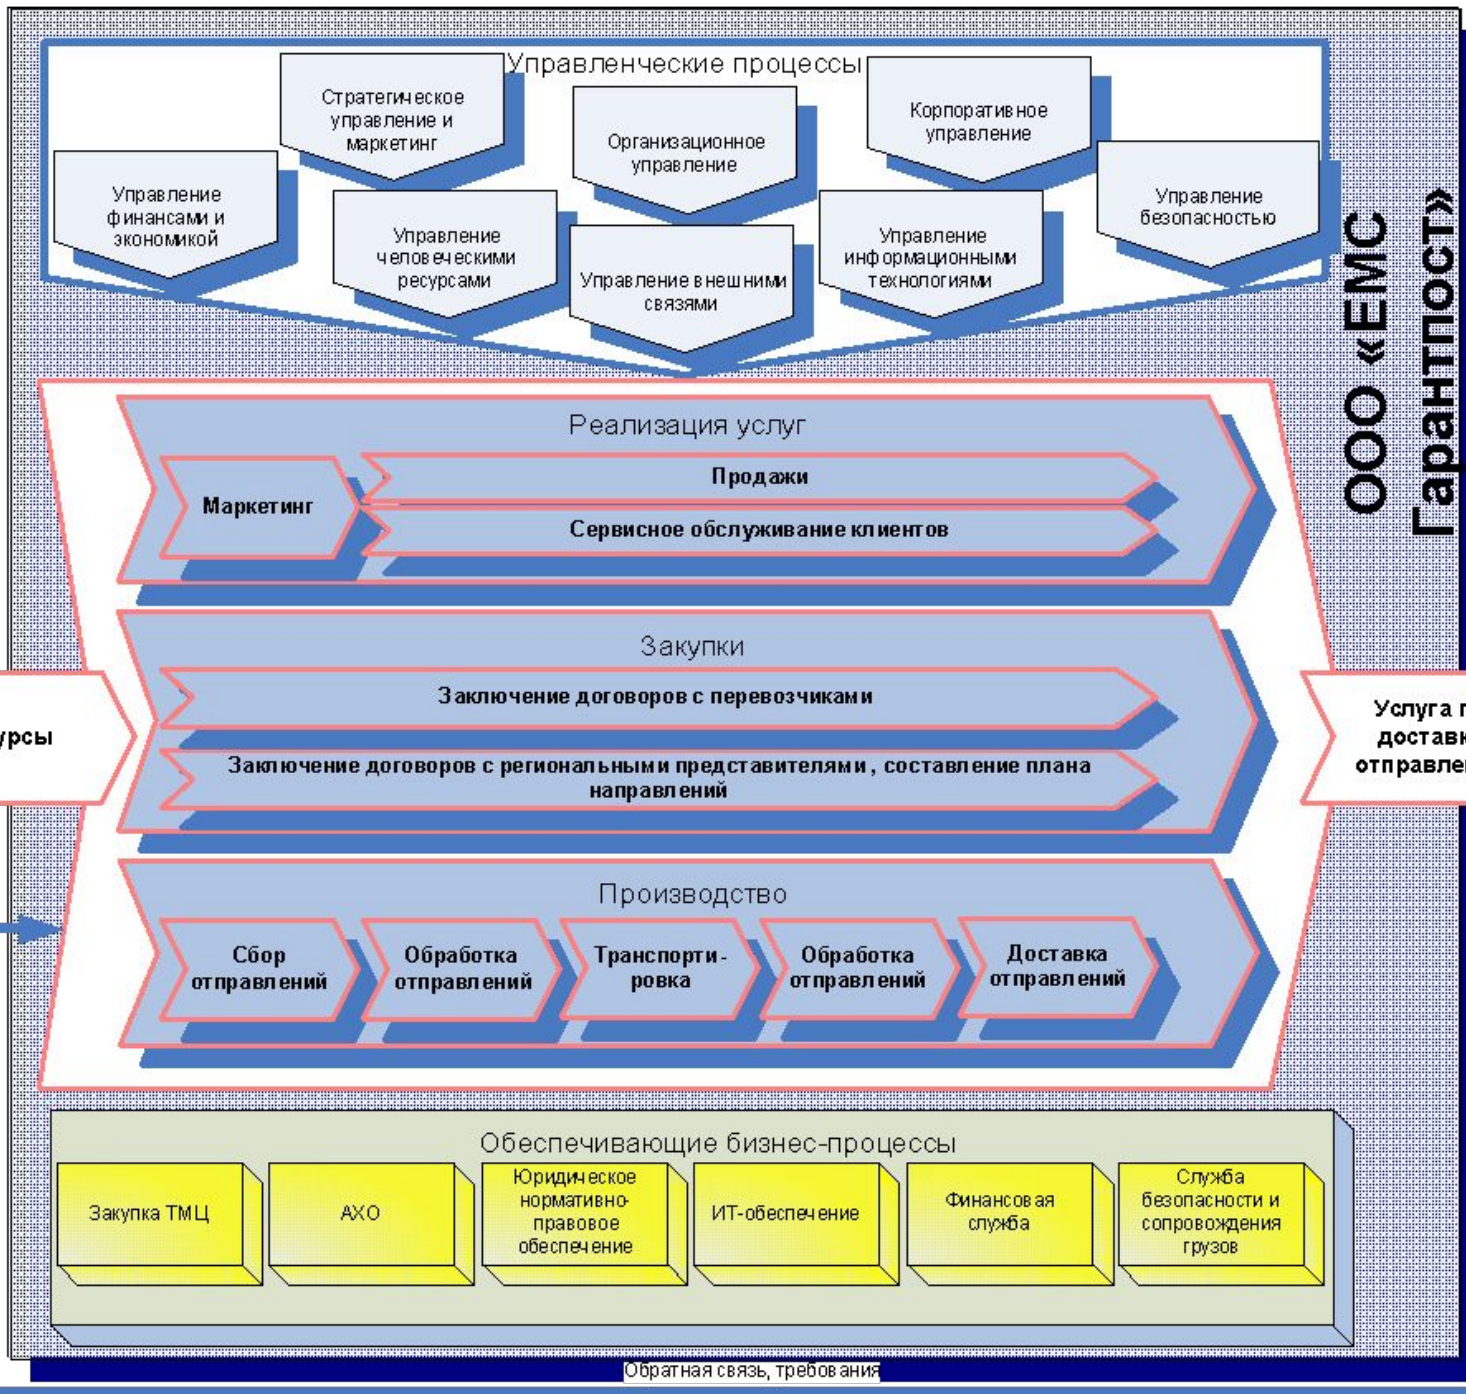 Управленческие процессы
Стратегическое
управление и
маркетинг
Организационное
управление
Корпоративное
управление
Управление
финансами и
экономикой
Управление
человеческими
ресурсами
Управление внешними
связями
Управление
информационными
технологиями
Управление
безопасностью
ООО «ЕМС
Гарантпост»
Реализация услуг
Маркетинг
Продажи
Сервисное обслуживание клиентов
Закупки
Заключение договоров с перевозчиками
Заключение договоров с региональными представителями, составление плана
направлений
урсы
Услуга п
доставк
отправле
Производство
Сбор
отправлений
Обработка
отправлений
Транспорти-
ровка
Обработка
отправлений
Доставка
отправлений
Обеспечивающие бизнес-процессы
Закупка ТМЦ
АХО
Юридическое
нормативно-
правовое
обеспечение
ИТ-обеспечение
Финансовая
служба
Служба
безопасности и
сопровождения
грузов
Обратная связь, требования